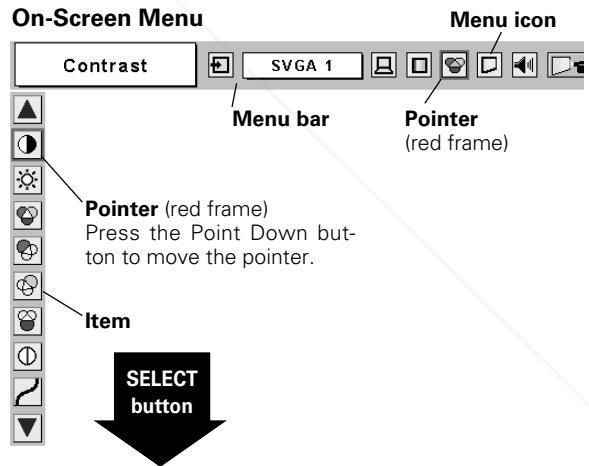 On-Screen Menu
Menu icon
Contrast
SVGA 1
Menu bar
Pointer
(red frame)
Pointer (red frame)
Press the Point Down but-
ton to move the pointer.
Item
SELECT
button